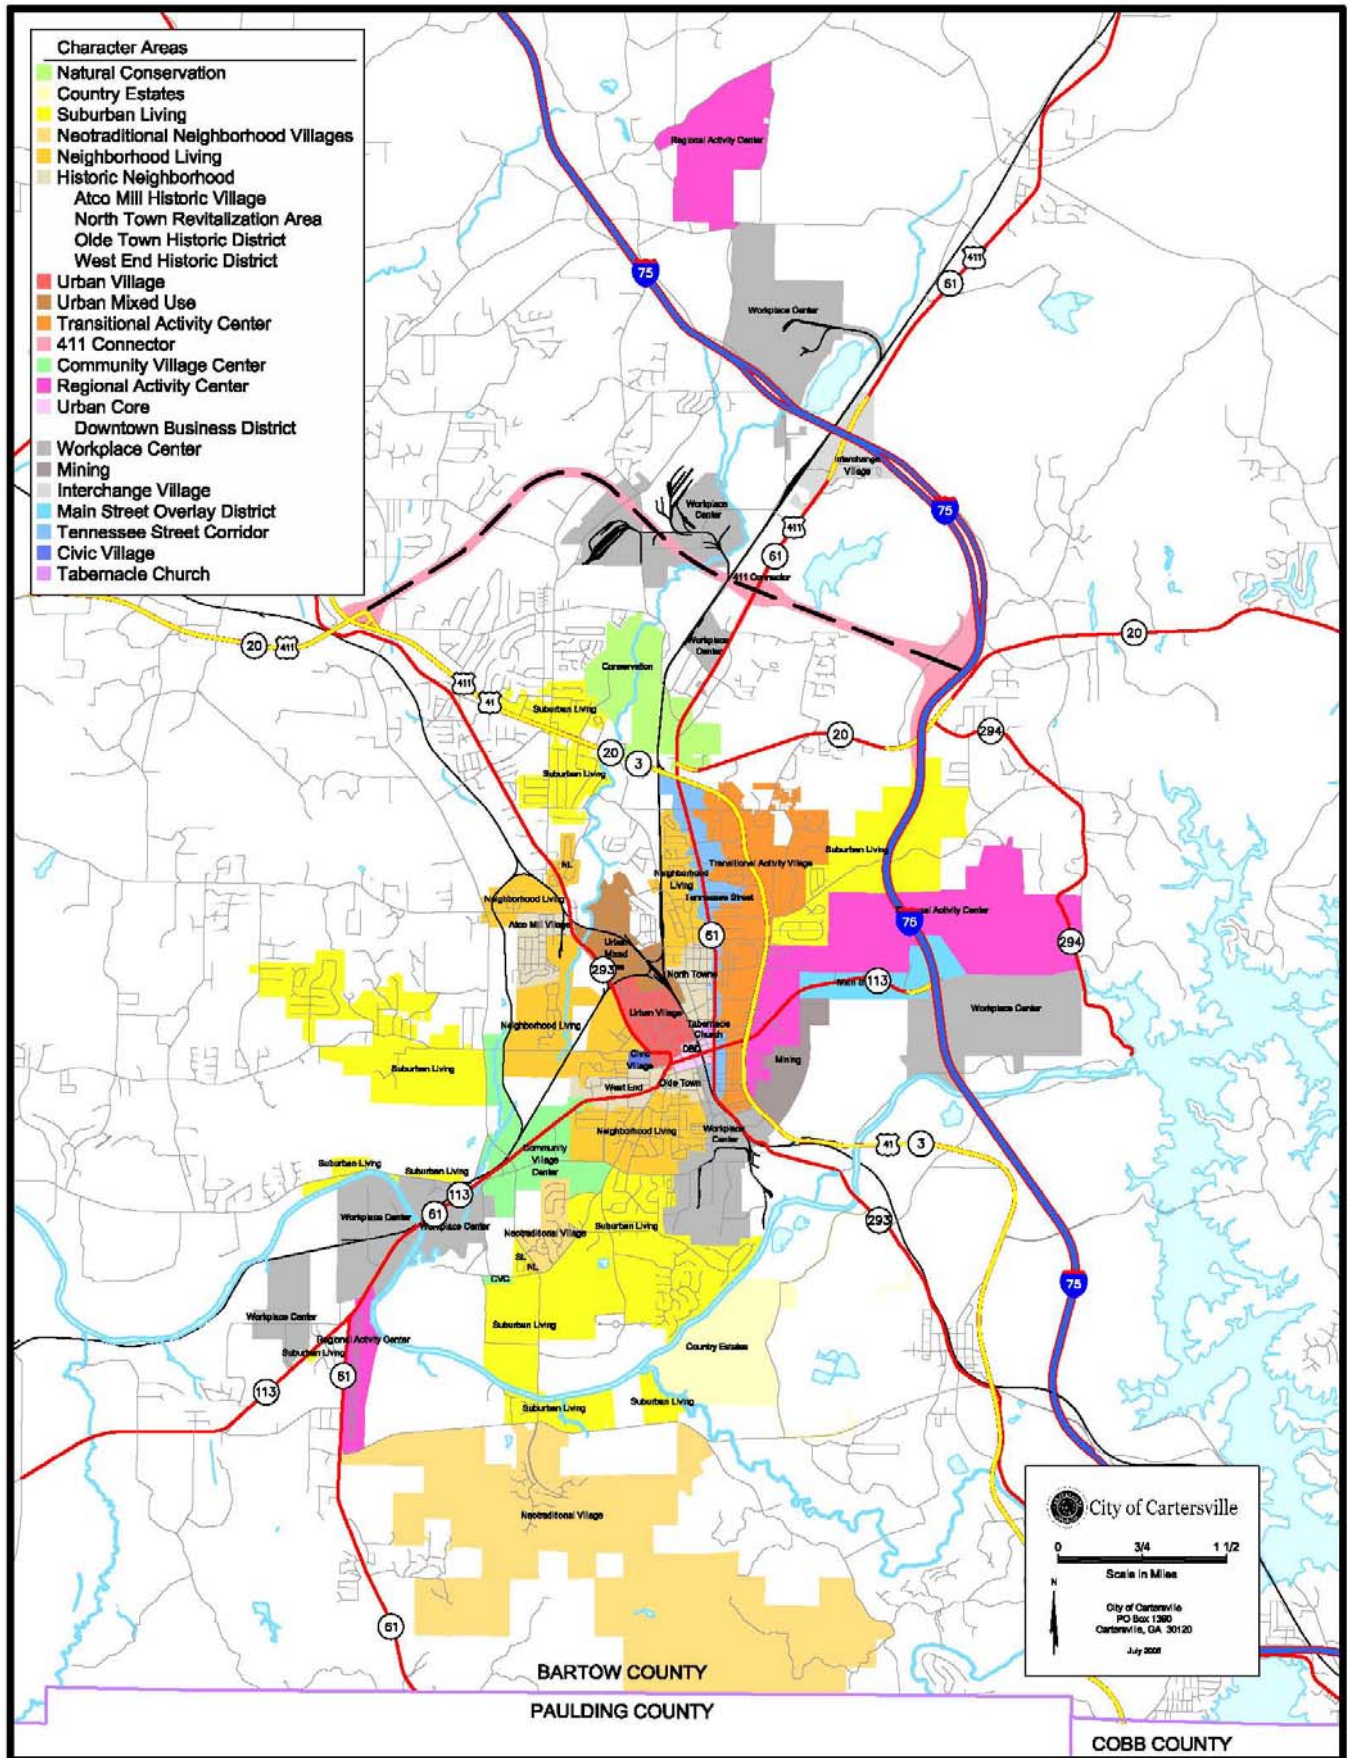 Character Areas
Natural Conservation
Country Estates
Suburban Living
Neotraditional Neighborhood Villages
Neighborhood Living
Historic Neighborhood
Atco Mill Historic Village
North Town Revitalization Area
Olde Town Historic District
West End Historic District
Urban Village
Urban Mixed Use
Transitional Activity Center
411 Connector
Community Village Center
Regional Activity Center
Urban Core
Downtown Business District
Workplace Center
Mining
Interchange Village
Main Street Overlay District
Tennessee Street Corridor
Civic Village
Tabernacle Church
Regional Activity Center
411
61
75
Workplace Center
Interchange
Village
Workplace
Center
75
411
61
411 Connector
20
411
20
Workplace
Center
Conservation
411
41
Suburban Living
20
294
20
3
Suburban Living
Suburban Living
Transitional Activity Village
NL
Neighborhood
Living
Neighborhood Living
Tennessee Street
Activity Center
75
Atco Mill Village
61
294
Urban
Mixed
293
North Towne
113
Workplace Center
Urban Village
Neighborhood Living
Tabernacle
Church
DBD
Civic
Village
Mining
Suburban Living
West End
Olde Town
Neighborhood Living
Workplace
Center
41
3
Community
Village
Center
Suburban Living
Suburban Living
113
61
Workplace Center
Workplace Center
Suburban Living
293
Neotraditional Village
SL
NL
CVC
75
Workplace Center
Suburban Living
Regional Activity Center
Suburban Living
Country Estates
61
113
Suburban Living
Suburban Living
Neotraditional Village
61
City of Cartersville
0 3/4 1 1/2
Scale in Miles
N
City of Cartersville
PO Box 1390
Cartersville, GA 30120
BARTOW COUNTY
PAULDING COUNTY
COBB COUNTY